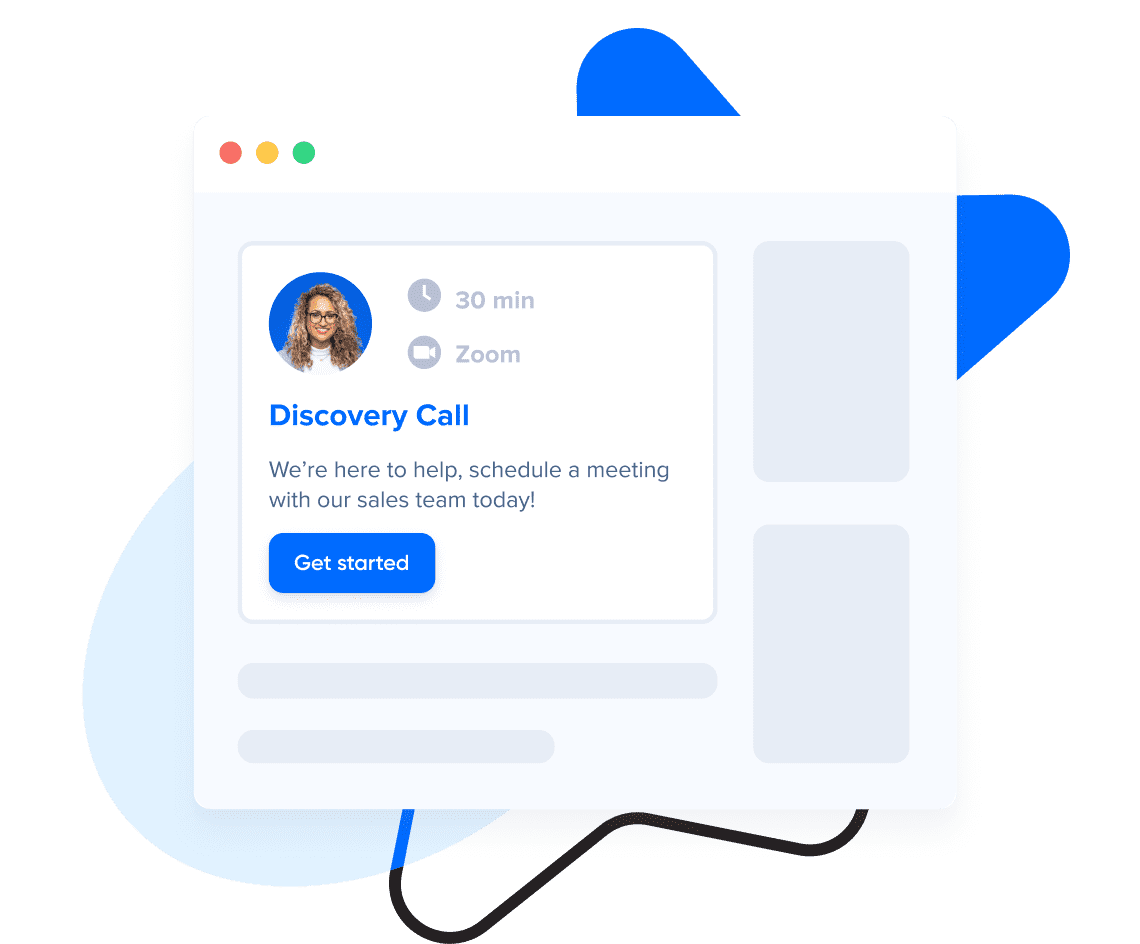 30 min
Zoom
Discovery Call
We’re here to help, schedule a meeting
with our sales team today!
Get started